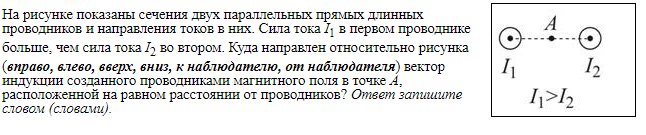 На рисунке показаны сечения двух параллельных прямых длинных
проводников и направления токов в них. Сила тока I₁ в первом проводнике
больше, чем сила тока I₂ во втором. Куда направлен относительно рисунка
(вправо, влево, вверх, вниз, к наблюдателю, от наблюдателя) вектор
индукции созданного проводниками магнитного поля в точке A,
расположенной на равном расстоянии от проводников? Ответ запишите
словом (словами).
A
I₁ I₂
I₁>I₂